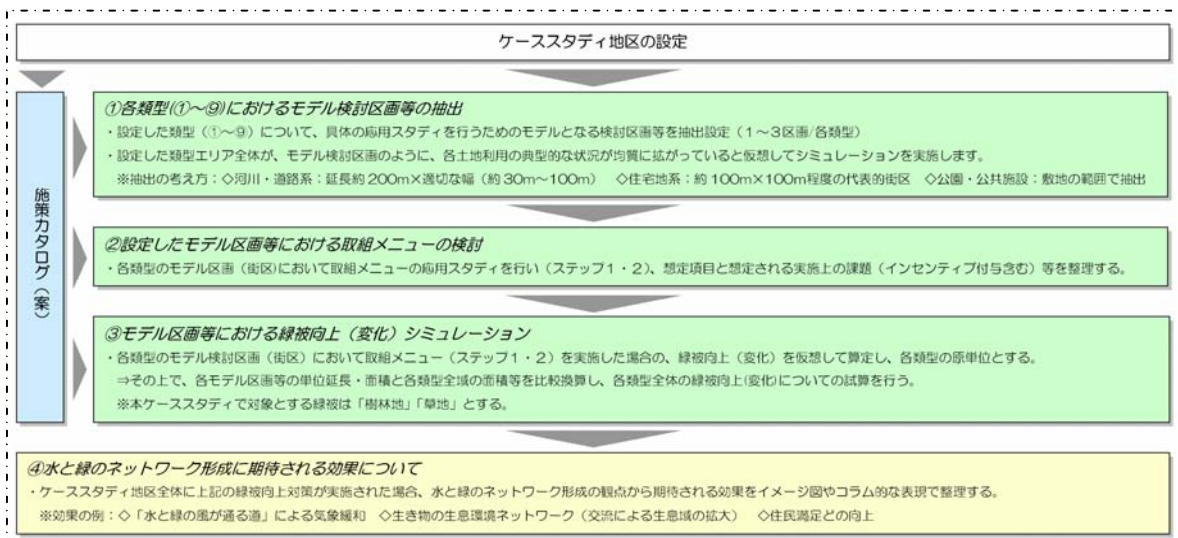 ケーススタディ地区の設定
施策カタログ（案）
①各類型(①～⑨)におけるモデル検討区画等の抽出
・設定した類型（①～⑨）について、具体の応用スタディを行うためのモデルとなる検討区画等を抽出設定（１～３区画/各類型）
・設定した類型エリア全体が、モデル検討区画のように、各土地利用の典型的な状況が均質に拡がっていると仮想してシミュレーションを実施します。
※抽出の考え方：◇河川・道路系：延長約200m×適切な幅（約30m～100m）　◇住宅地系：約100m×100m程度の代表的街区　◇公園・公共施設：敷地の範囲で抽出
②設定したモデル区画等における取組メニューの検討
・各類型のモデル区画（街区)において取組メニューの応用スタディを行い（ステップ１・２)、想定項目と想定される実施上の課題（インセンティブ付与含む）等を整理する。
③モデル区画等における緑被向上（変化）シミュレーション
・各類型のモデル検討区画（街区）において取組メニュー（ステップ１・２）を実施した場合の、緑被向上（変化）を仮想して算定し、各類型の原単位とする。
⇒その上で、各モデル区画等の単位延長・面積と各類型全域の面積等を比較換算し、各類型全体の緑被向上(変化)についての試算を行う。
※本ケーススタディで対象とする緑被は「樹林地」「草地」とする。
④水と緑のネットワーク形成に期待される効果について
・ケーススタディ地区全体に上記の緑被向上対策が実施された場合、水と緑のネットワーク形成の観点から期待される効果をイメージ図やコラム的な表現で整理する。
※効果の例：◇「水と緑の風が通る道」による気象緩和　◇生き物の生息環境ネットワーク（交流による生息域の拡大）　◇住民満足どの向上